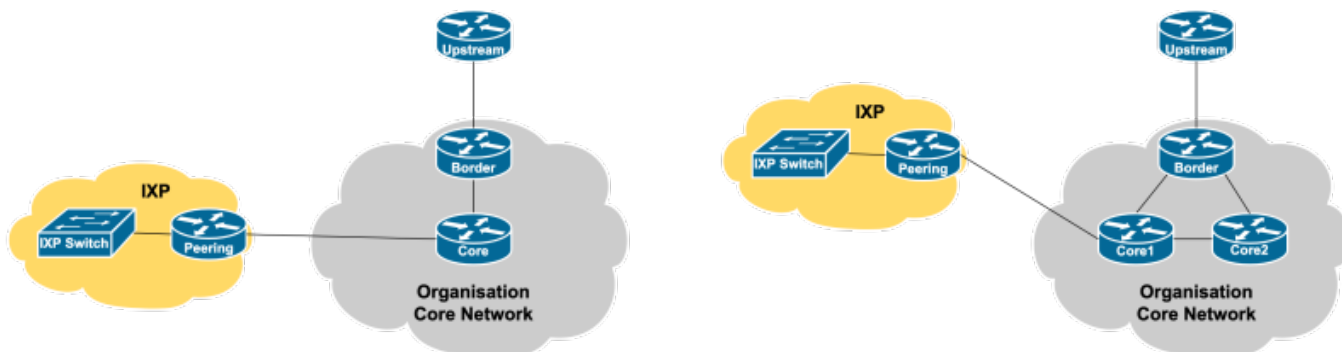 Upstream
Border
IXP
IXP Switch
Peering
Core
Organisation
Core Network
Upstream
IXP
IXP Switch
Peering
Border
Core1
Core2
Organisation
Core Network